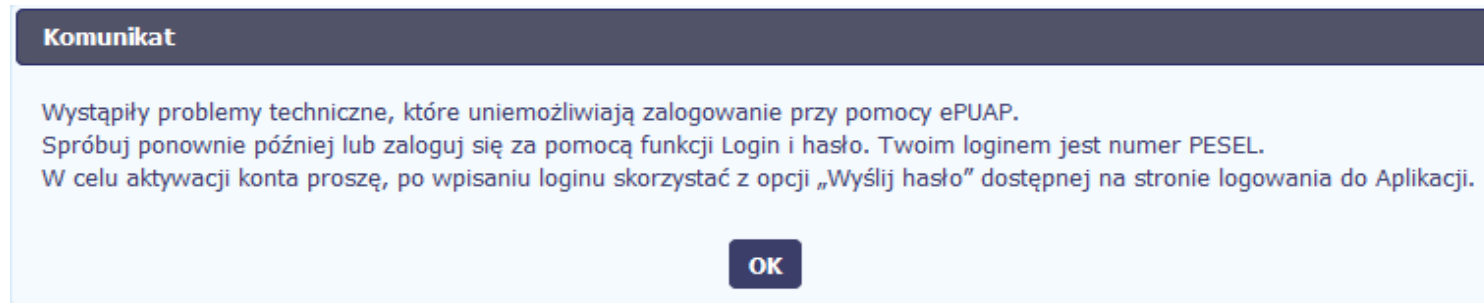 Komunikat
Wystąpiły problemy techniczne, które uniemożliwiają zalogowanie przy pomocy ePUAP.
Spróbuj ponownie później lub zaloguj się za pomocą funkcji Login i hasło. Twoim loginem jest numer PESEL.
W celu aktywacji konta proszę, po wpisaniu loginu skorzystać z opcji „Wyślij hasło” dostępnej na stronie logowania do Aplikacji.
OK